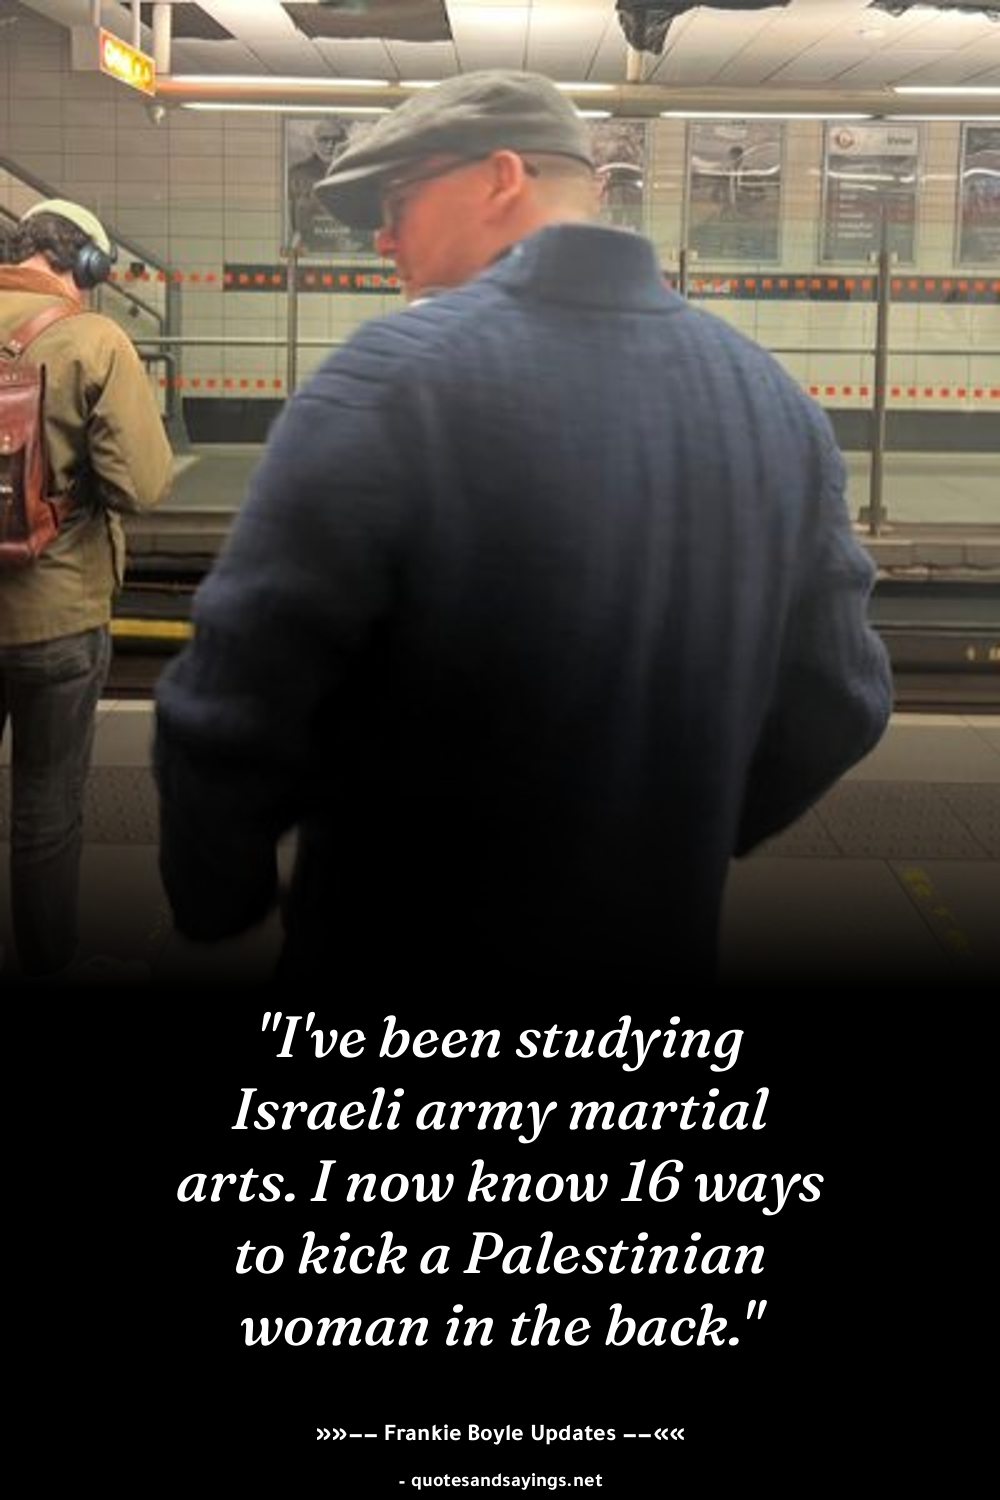 "I've been studying
Israeli army martial
arts. I now know 16 ways
to kick a Palestinian
woman in the back."
»»−− Frankie Boyle Updates −−««
- quotesandsayings.net